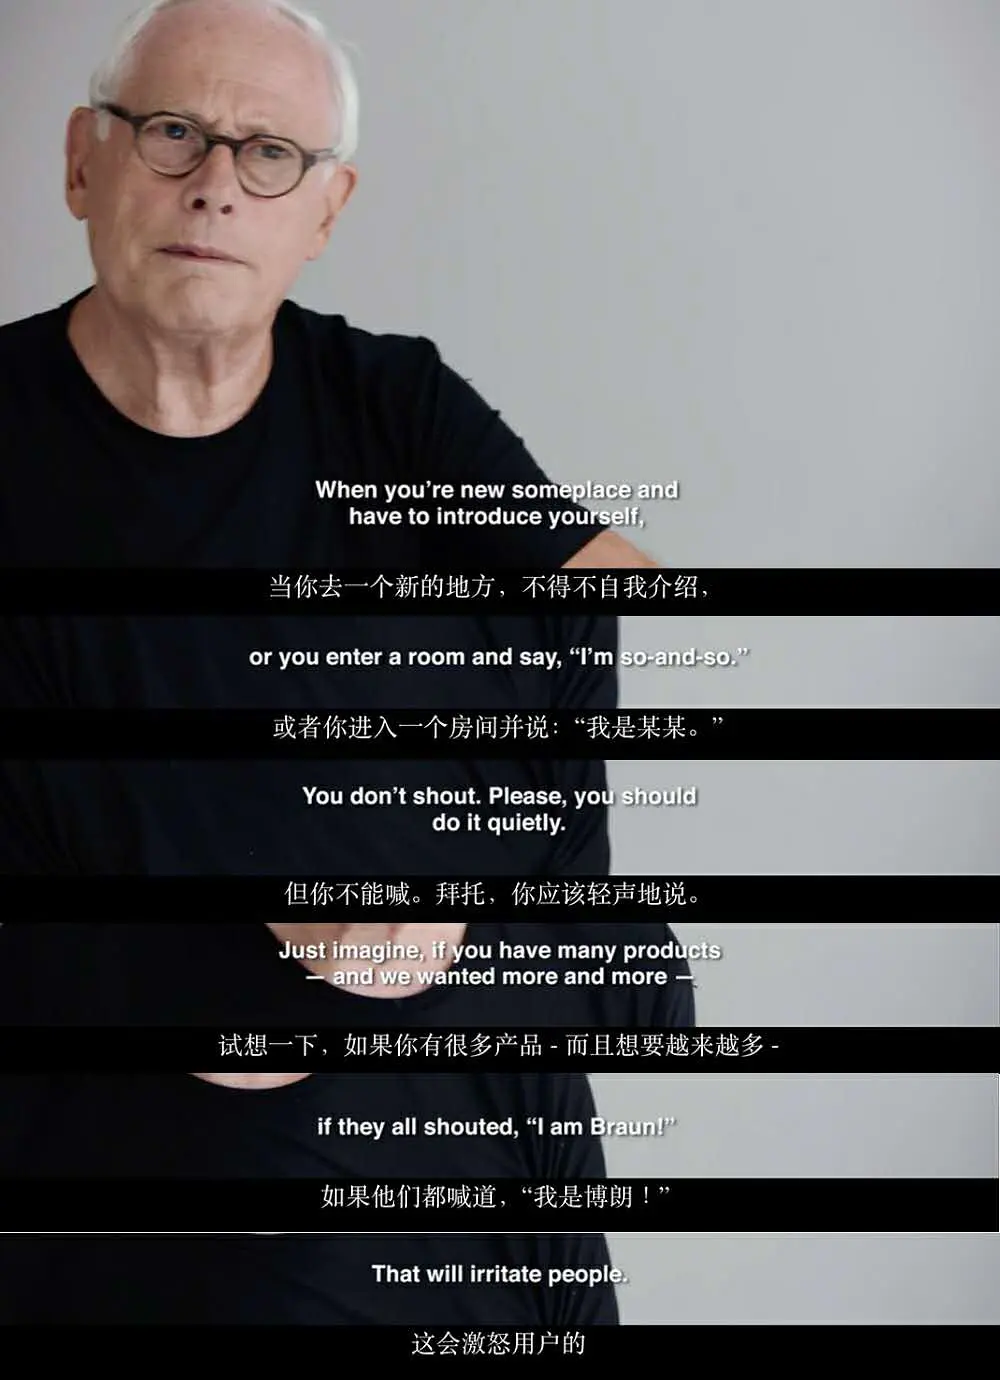 When you’re new someplace and
have to introduce yourself,
当你去一个新的地方，不得不自我介绍，
or you enter a room and say, “I’m so-and-so.”
或者你进入一个房间并说：“我是某某。”
You don’t shout. Please, you should
do it quietly.
但你不能喊。拜托，你应该轻声地说。
Just imagine, if you have many products
— and we wanted more and more —
试想一下，如果你有很多产品 - 而且想要越来越多 -
if they all shouted, “I am Braun!”
如果他们都喊道，“我是博朗！”
That will irritate people.
这会激怒用户的